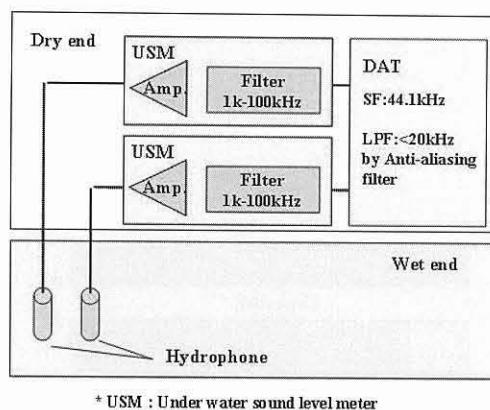 Dry end
USM
Amp.
Filter
1k-100kHz
USM
Amp.
Filter
1k-100kHz
DAT
SF:44.1kHz
LPF:<20kHz
by Anti-aliasing
filter
Wet end
Hydrophone
* USM : Under water sound level meter